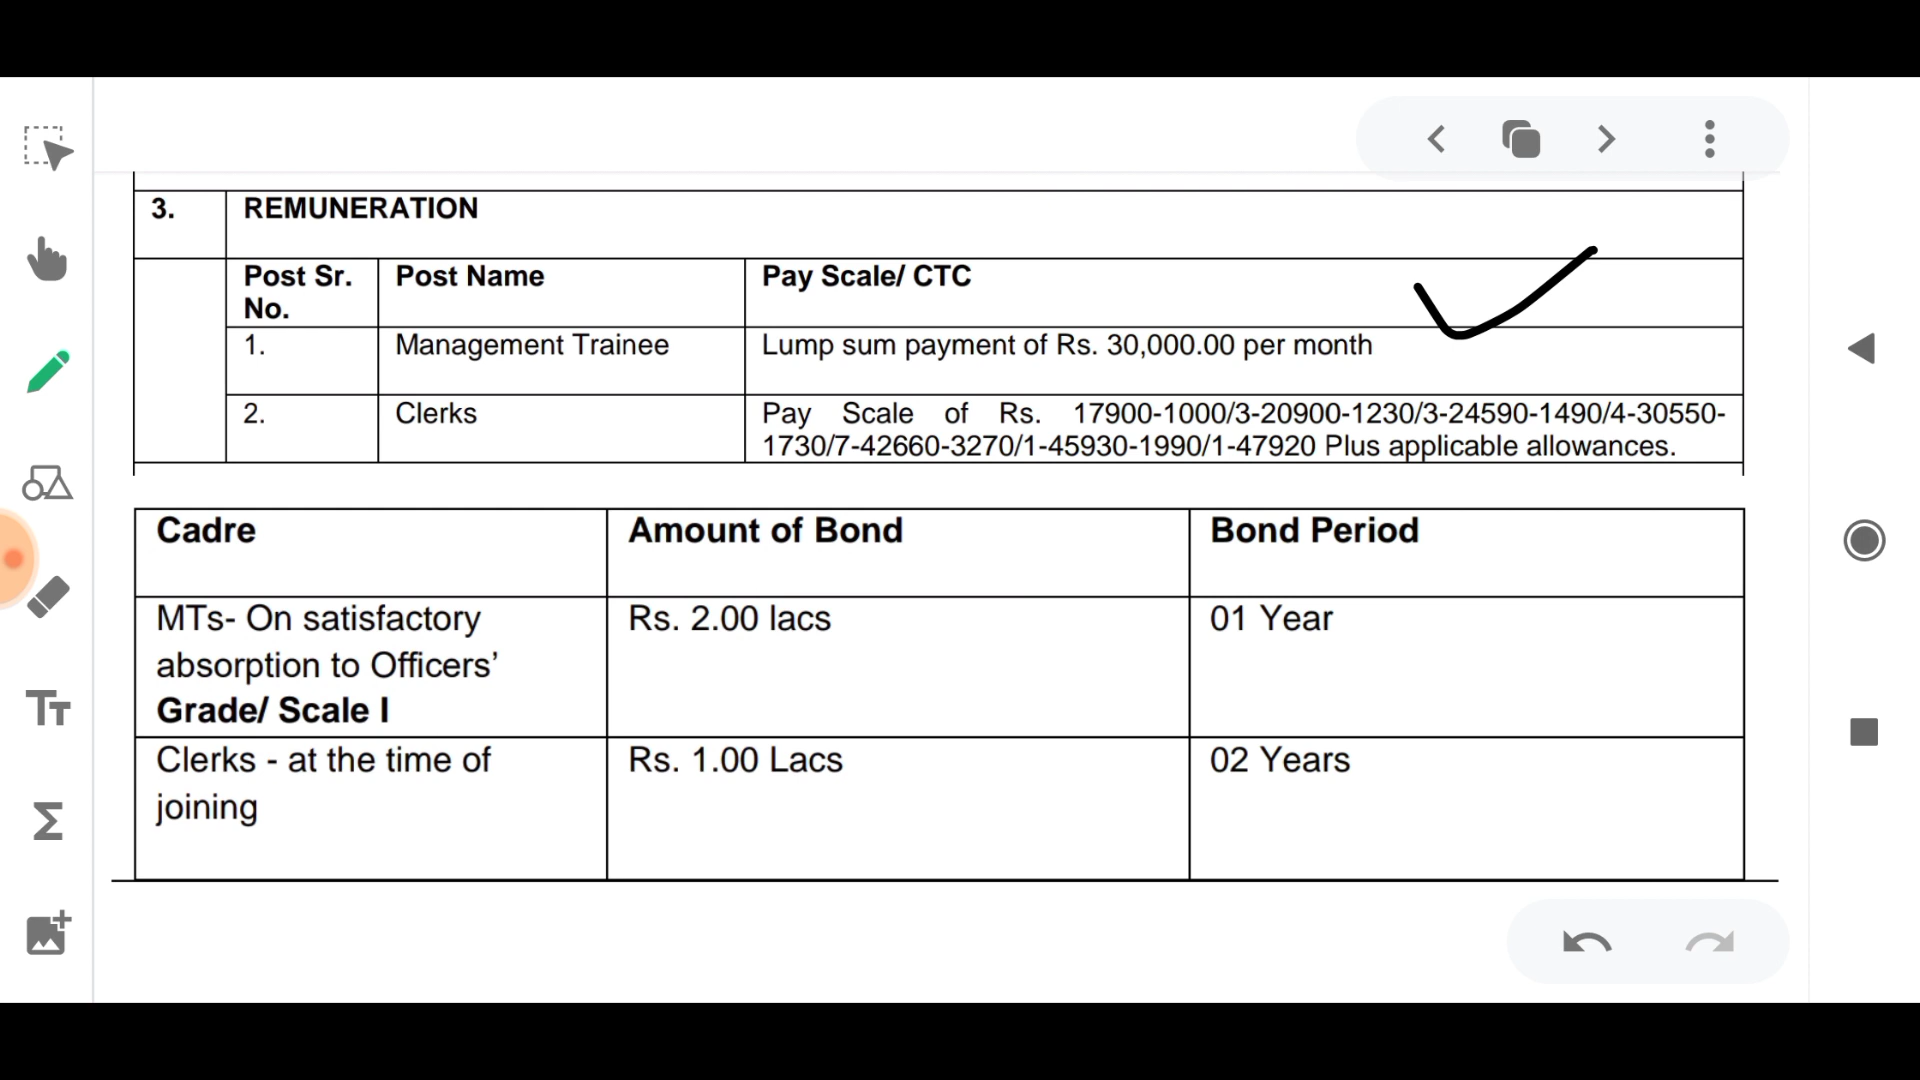 3. REMUNERATION
Post Sr. Post Name Pay Scale/ CTC
No.
1. Management Trainee Lump sum payment of Rs. 30,000.00 per month
2. Clerks Pay Scale of Rs. 17900-1000/3-20900-1230/3-24590-1490/4-30550-
1730/7-42660-3270/1-45930-1990/1-47920 Plus applicable allowances.
Cadre Amount of Bond Bond Period
MTs- On satisfactory Rs. 2.00 lacs 01 Year
absorption to Officers’
Grade/ Scale I
Clerks - at the time of Rs. 1.00 Lacs 02 Years
joining